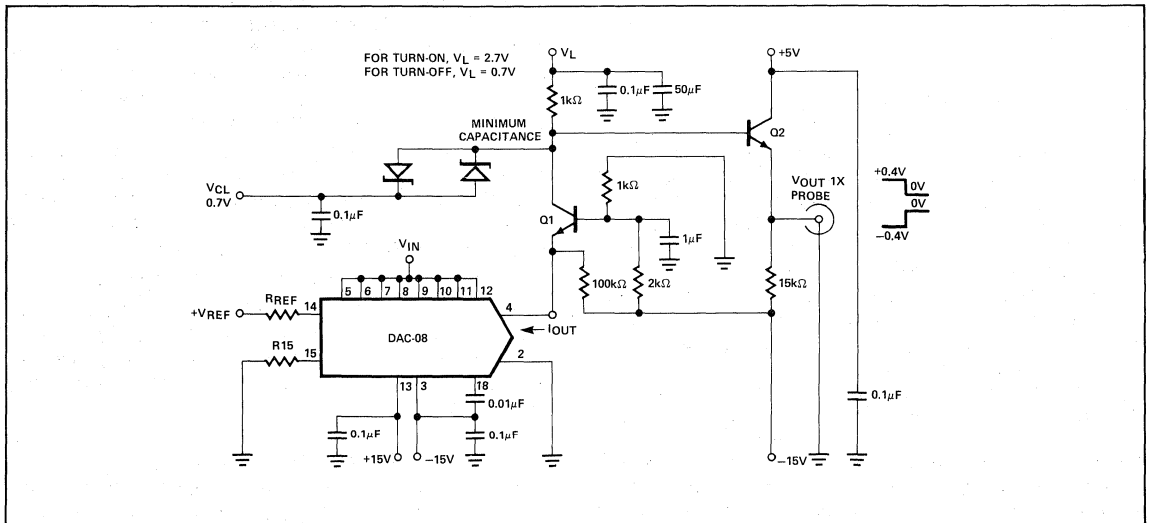 FOR TURN-ON, VL = 2.7V
FOR TURN-OFF, VL = 0.7V
VL
+5V
1kΩ
0.1μF
50μF
MINIMUM
CAPACITANCE
Q2
VCL
0.7V
0.1μF
Q1
1kΩ
1μF
VOUT 1X
PROBE
+0.4V
0V
0V
-0.4V
VIN
100kΩ
2kΩ
15kΩ
5 6 7 8 9 10 11 12
+VREF
RREF
14
4
IOUT
DAC-08
R15
15
2
13 3 18
0.01μF
0.1μF
0.1μF
0.1μF
+15V
-15V
-15V